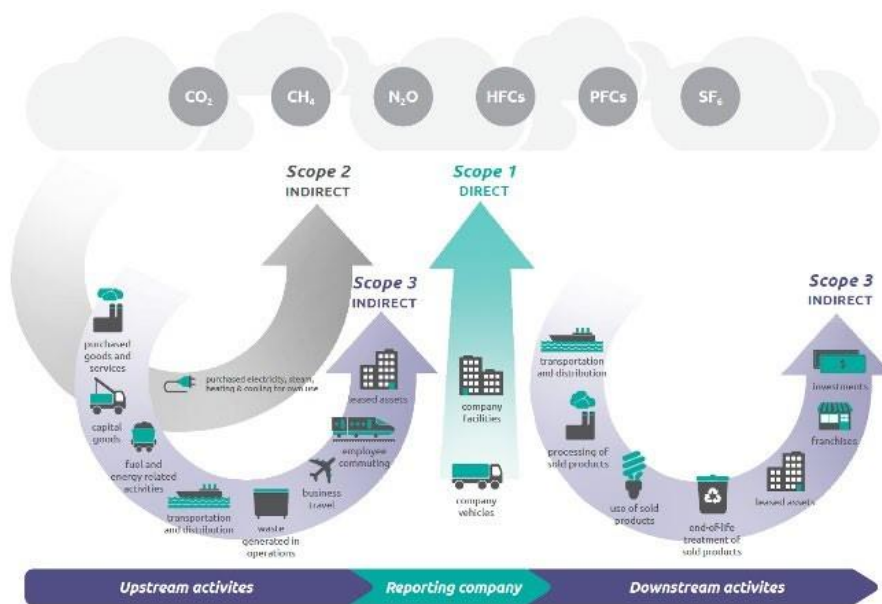 CO₂
CH₄
N₂O
HFCs
PFCs
SF₆
Scope 2
INDIRECT
Scope 1
DIRECT
Scope 3
INDIRECT
Scope 3
INDIRECT
purchased
goods and
services
capital
goods
fuel and
energy related
activities
purchased electricity, steam,
heating & cooling for own use
transportation
and distribution
waste
generated in
operations
business
travel
employee
commuting
leased assets
company
facilities
company
vehicles
transportation
and distribution
processing of
sold products
use of sold
products
end-of-life
treatment of
sold products
leased assets
franchises
investments
Upstream activites
Reporting company
Downstream activites